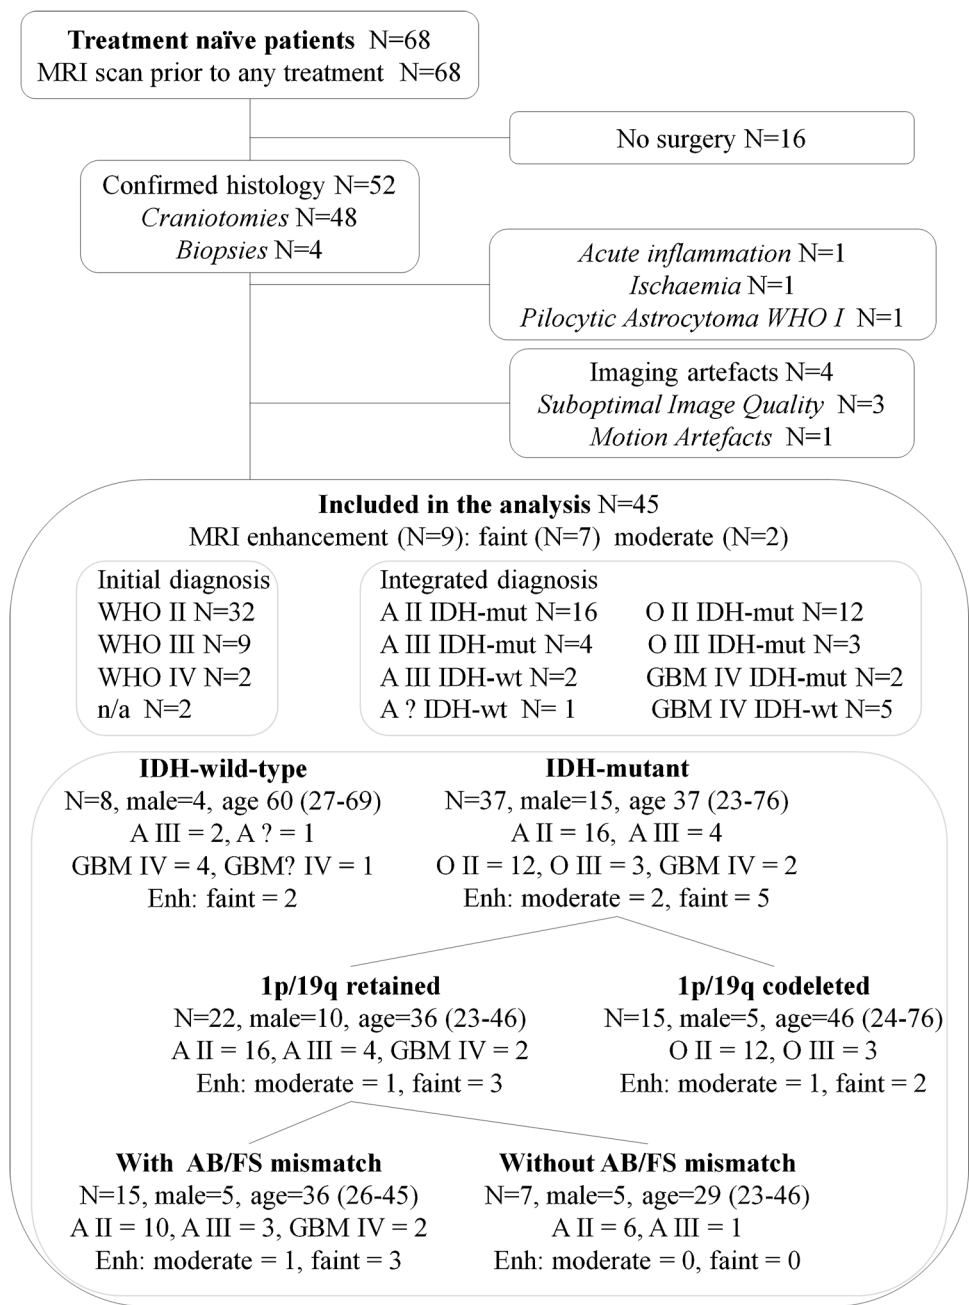 Treatment naïve patients N=68
MRI scan prior to any treatment N=68
No surgery N=16
Confirmed histology N=52
Craniotomies N=48
Biopsies N=4
Acute inflammation N=1
Ischaemia N=1
Pilocytic Astrocytoma WHO I N=1
Imaging artefacts N=4
Suboptimal Image Quality N=3
Motion Artefacts N=1
Included in the analysis N=45
MRI enhancement (N=9): faint (N=7) moderate (N=2)
Initial diagnosis
WHO II N=32
WHO III N=9
WHO IV N=2
n/a N=2
Integrated diagnosis
A II IDH-mut N=16 O II IDH-mut N=12
A III IDH-mut N=4 O III IDH-mut N=3
A III IDH-wt N=2 GBM IV IDH-mut N=2
A ? IDH-wt N= 1 GBM IV IDH-wt N=5
IDH-wild-type
N=8, male=4, age 60 (27-69)
A III = 2, A ? = 1
GBM IV = 4, GBM? IV = 1
Enh: faint = 2
IDH-mutant
N=37, male=15, age 37 (23-76)
A II = 16, A III = 4
O II = 12, O III = 3, GBM IV = 2
Enh: moderate = 2, faint = 5
1p/19q retained
N=22, male=10, age=36 (23-46)
A II = 16, A III = 4, GBM IV = 2
Enh: moderate = 1, faint = 3
1p/19q codeleted
N=15, male=5, age=46 (24-76)
O II = 12, O III = 3
Enh: moderate = 1, faint = 2
With AB/FS mismatch
N=15, male=5, age=36 (26-45)
A II = 10, A III = 3, GBM IV = 2
Enh: moderate = 1, faint = 3
Without AB/FS mismatch
N=7, male=5, age=29 (23-46)
A II = 6, A III = 1
Enh: moderate = 0, faint = 0